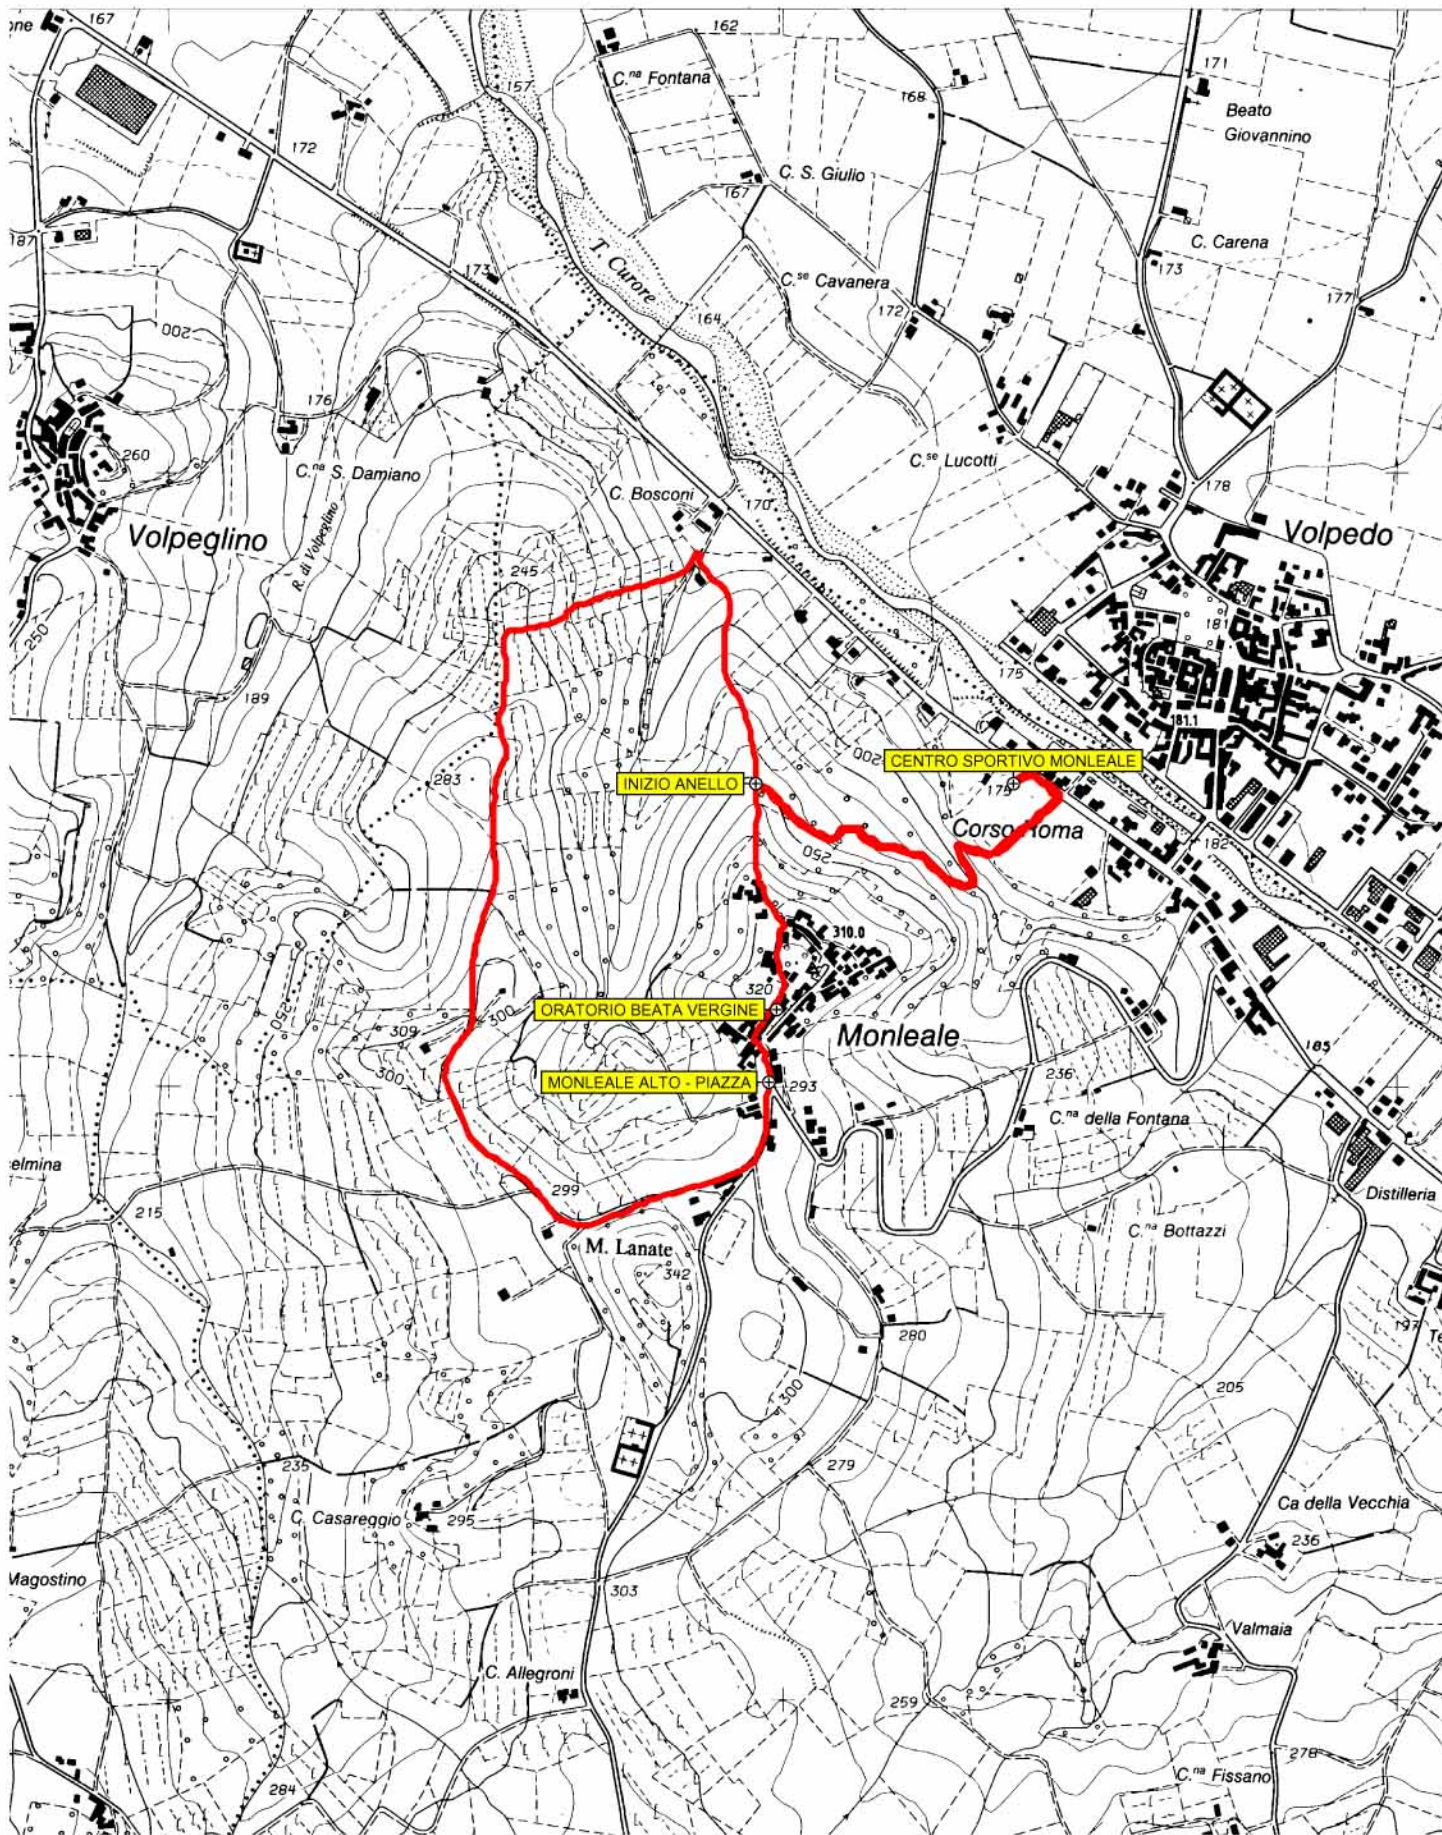 one
167
162
C.na Fontana
157
171
Beato
Giovannino
168
172
C. S. Giulio
167
187
C. Carena
173
173
T. Curore
C.se Cavanera
177
200
164
172
176
260
C.na S. Damiano
C.se Lucotti
C. Bosconi
170
178
Volpeglino
Volpedo
R. di Volpeglino
245
181
250
175
189
181.1
200
CENTRO SPORTIVO MONLEALE
283
INIZIO ANELLO
175
Corso Roma
182
250
310.0
320
250
300
ORATORIO BEATA VERGINE
309
Monleale
185
300
236
MONLEALE ALTO - PIAZZA
293
C.na della Fontana
elmina
299
Distilleria
215
C.na Bottazzi
M. Lanate
342
197
280
Te
205
300
235
279
C. Casareggio
295
Ca della Vecchia
236
Magostino
303
Valmaia
C. Allegroni
259
278
C.na Fissano
284